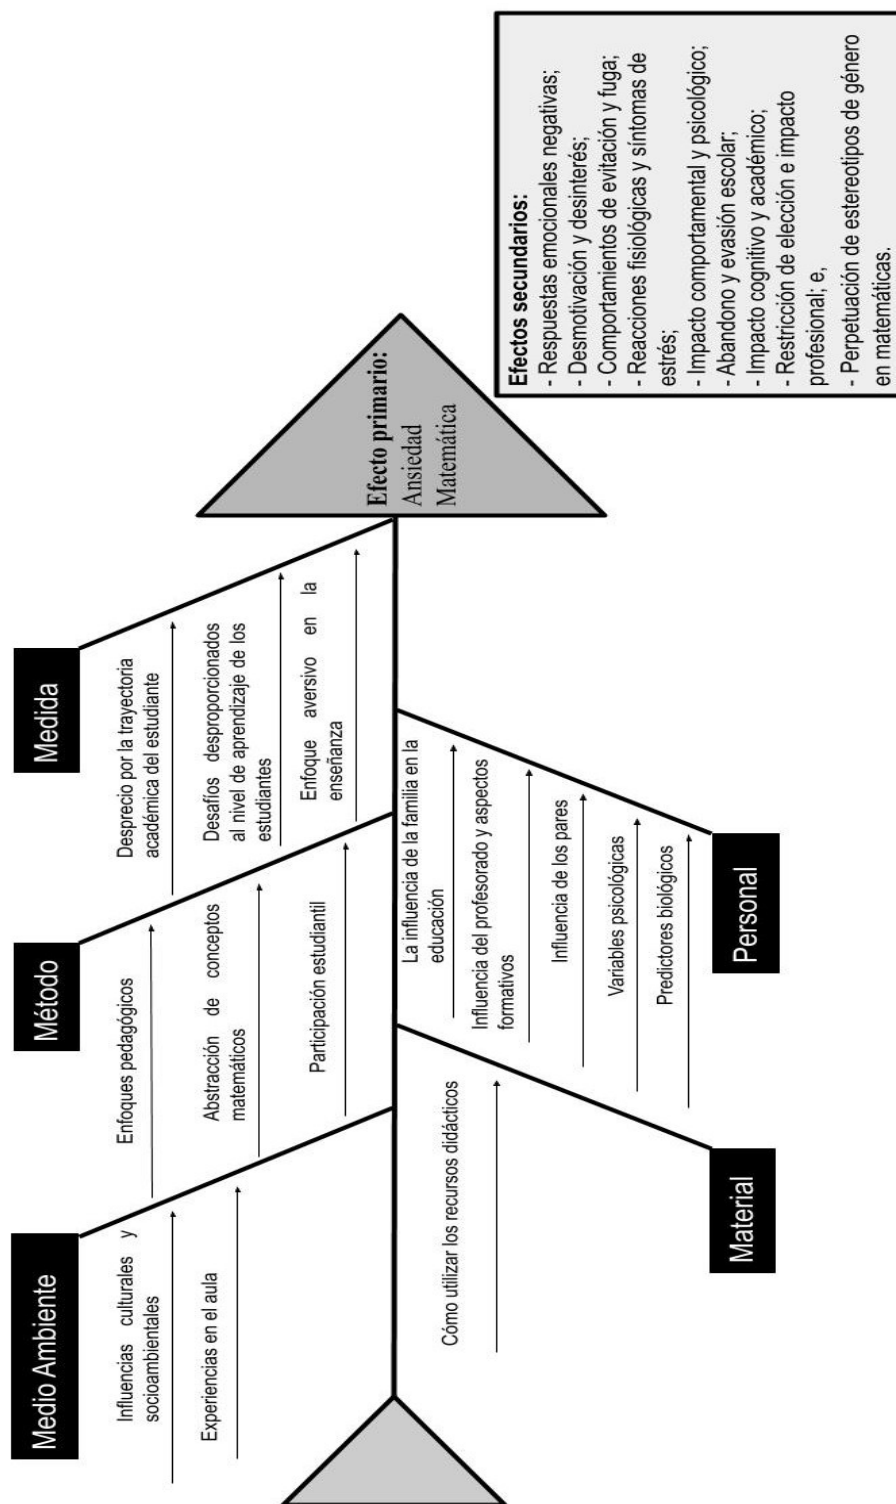 Medio Ambiente
Influencias culturales y
socioambientales
Experiencias en el aula
Método
Enfoques pedagógicos
Abstracción de conceptos
matemáticos
Participación estudiantil
Medida
Desprecio por la trayectoria
académica del estudiante
Desafíos desproporcionados
al nivel de aprendizaje de los
estudiantes
Enfoque aversivo en la
enseñanza
Material
Cómo utilizar los recursos didácticos
Personal
La influencia de la familia en la
educación
Influencia del profesorado y aspectos
formativos
Influencia de los pares
Variables psicológicas
Predictores biológicos
Efecto primario:
Ansiedad
Matemática
Efectos secundarios:
- Respuestas emocionales negativas;
- Desmotivación y desinterés;
- Comportamientos de evitación y fuga;
- Reacciones fisiológicas y síntomas de
estrés;
- Impacto comportamental y psicológico;
- Abandono y evasión escolar;
- Impacto cognitivo y académico;
- Restricción de elección e impacto
profesional; e,
- Perpetuación de estereotipos de género
en matemáticas.